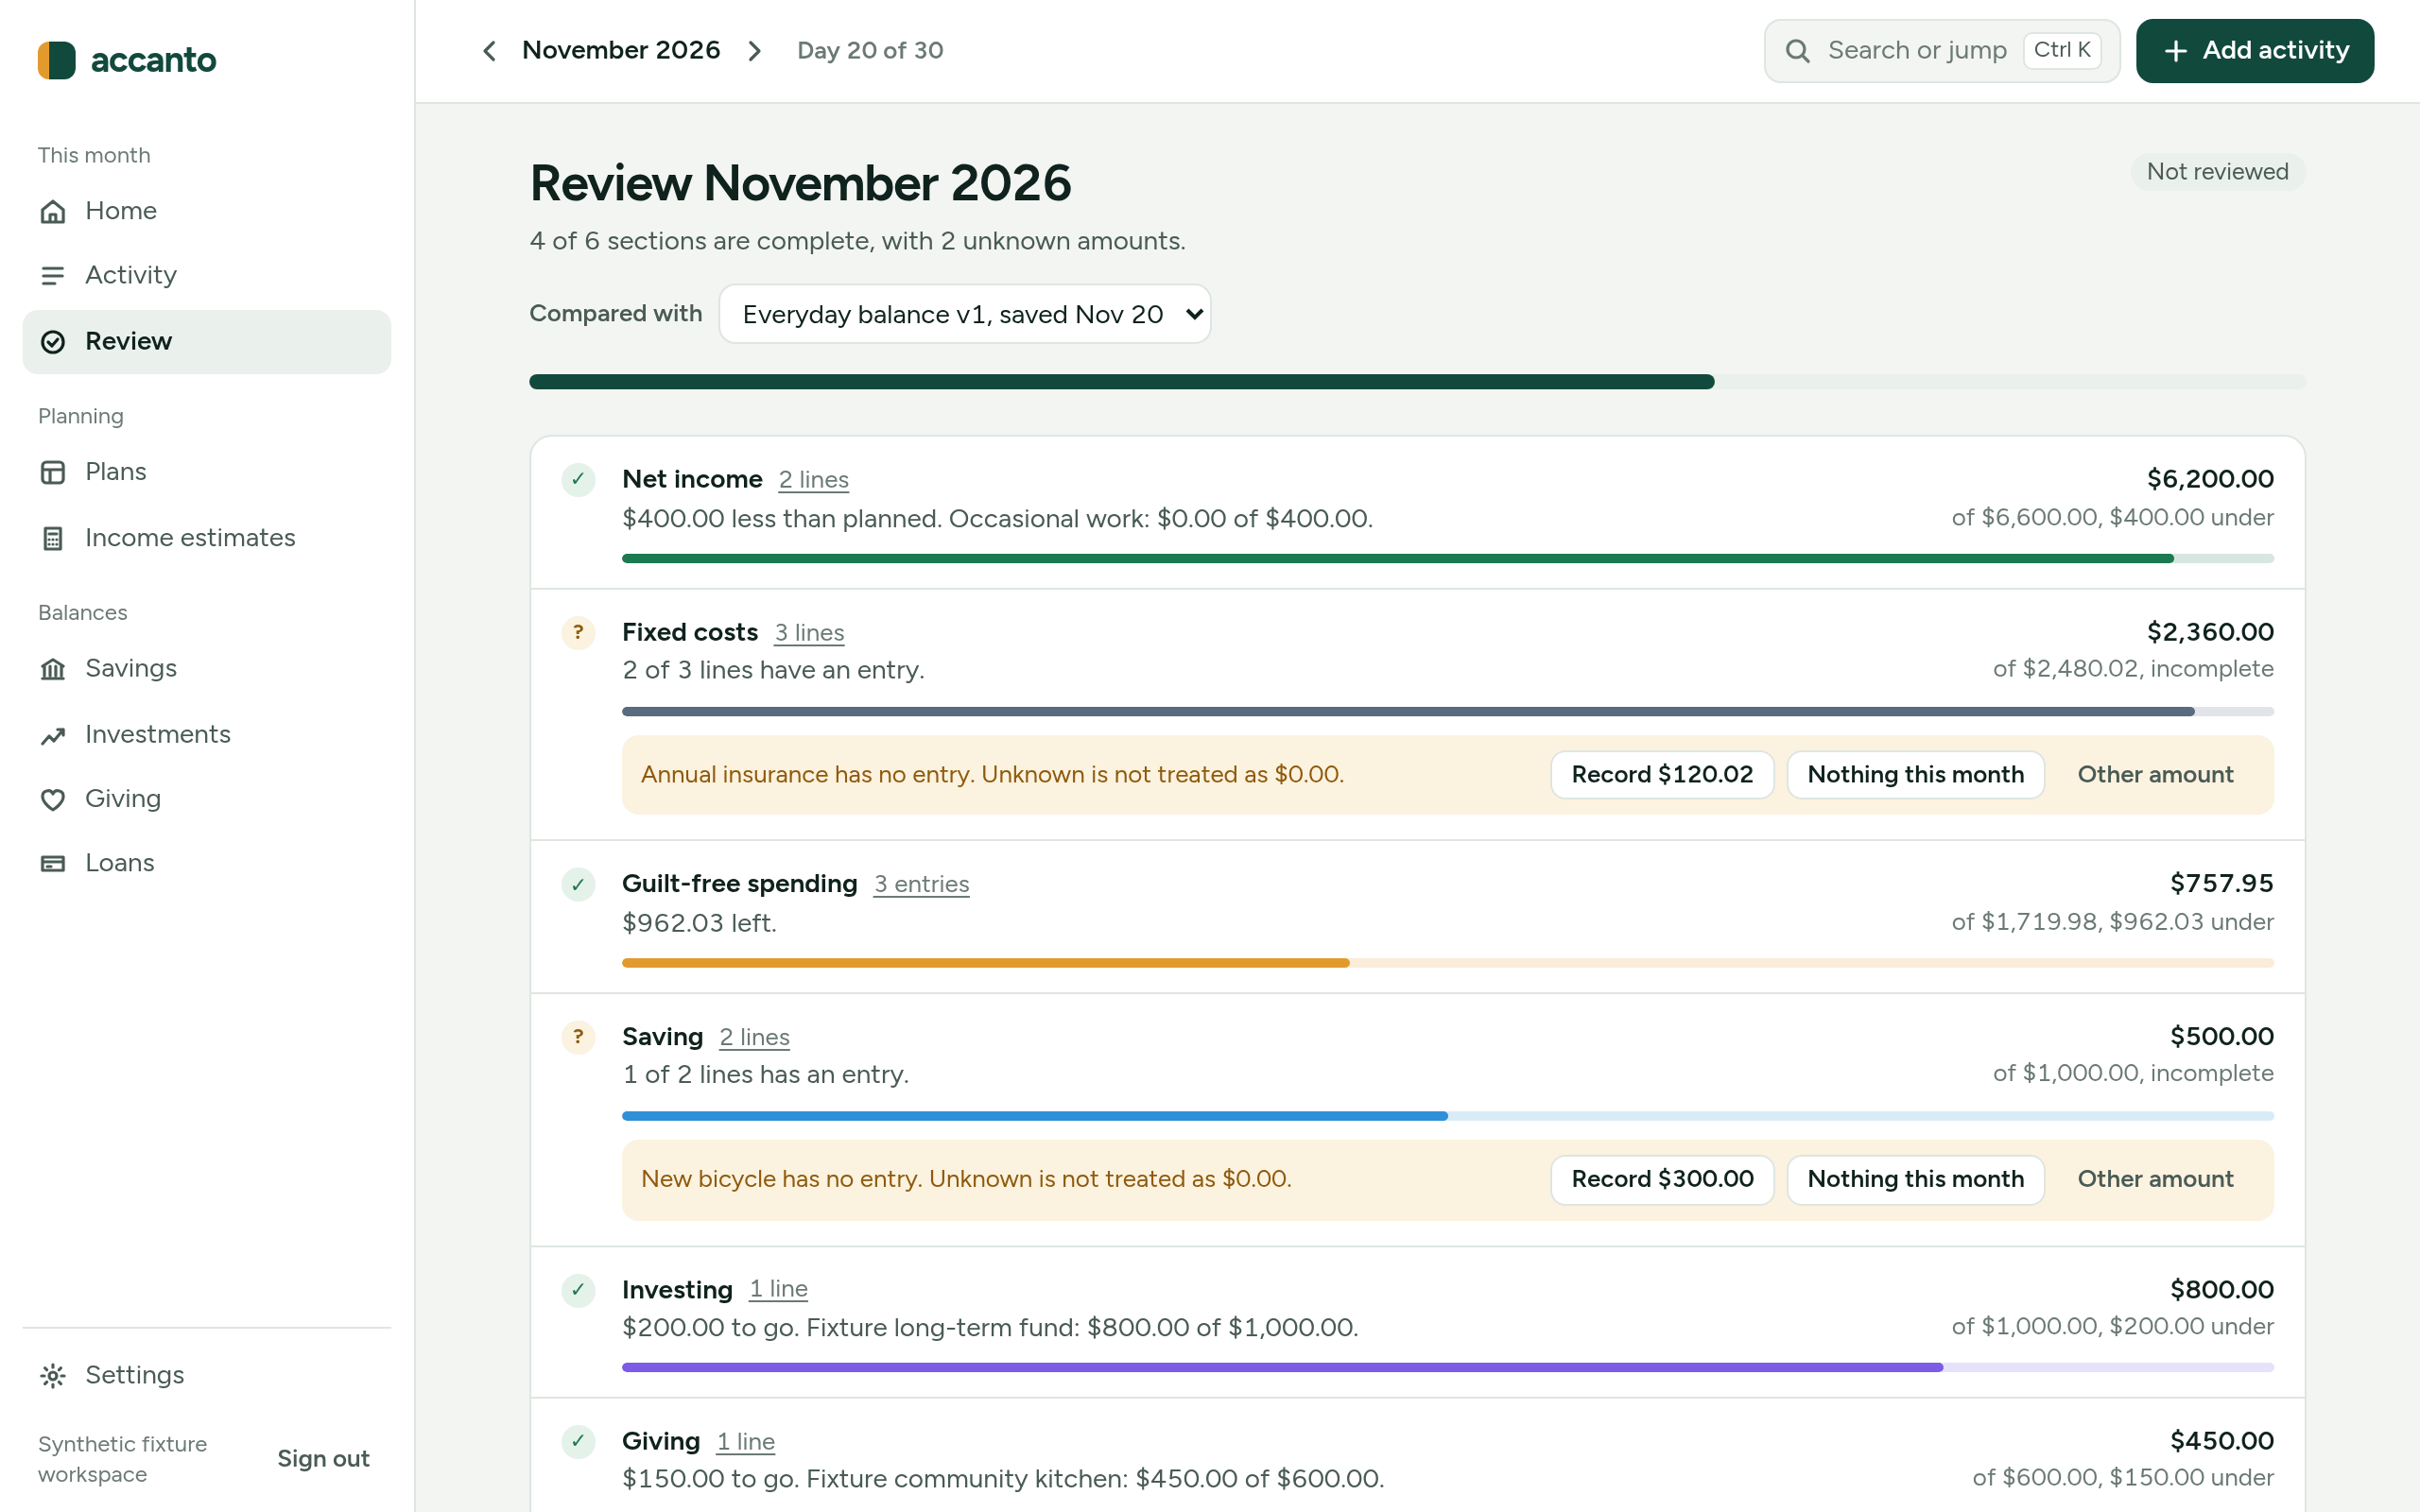 accanto
This month
Home
Activity
Review
Planning
Plans
Income estimates
Balances
Savings
Investments
Giving
Loans
Settings
Synthetic fixture
workspace
Sign out
November 2026
Day 20 of 30
Search or jump
Ctrl K
Add activity
Review November 2026
Not reviewed
4 of 6 sections are complete, with 2 unknown amounts.
Compared with
Everyday balance v1, saved Nov 20
Net income 2 lines
$6,200.00
$400.00 less than planned. Occasional work: $0.00 of $400.00.
of $6,600.00, $400.00 under
?
Fixed costs 3 lines
$2,360.00
2 of 3 lines have an entry.
of $2,480.02, incomplete
Annual insurance has no entry. Unknown is not treated as $0.00.
Record $120.02
Nothing this month
Other amount
Guilt-free spending 3 entries
$757.95
$962.03 left.
of $1,719.98, $962.03 under
?
Saving 2 lines
$500.00
1 of 2 lines has an entry.
of $1,000.00, incomplete
New bicycle has no entry. Unknown is not treated as $0.00.
Record $300.00
Nothing this month
Other amount
Investing 1 line
$800.00
$200.00 to go. Fixture long-term fund: $800.00 of $1,000.00.
of $1,000.00, $200.00 under
Giving 1 line
$450.00
$150.00 to go. Fixture community kitchen: $450.00 of $600.00.
of $600.00, $150.00 under